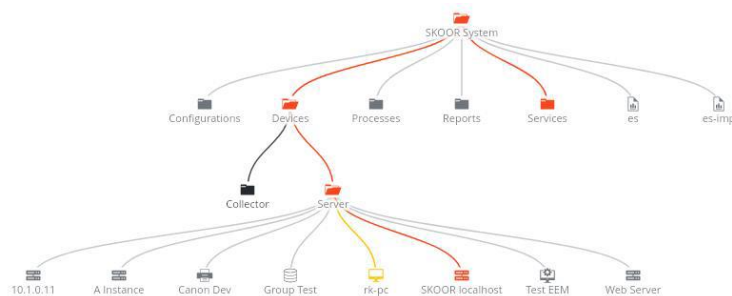 SKOOR System
Configurations Devices Processes Reports Services es es-imp
Collector Server
10.1.0.11 A Instance Canon Dev Group Test rk-pc SKOOR localhost Test EEM Web Server